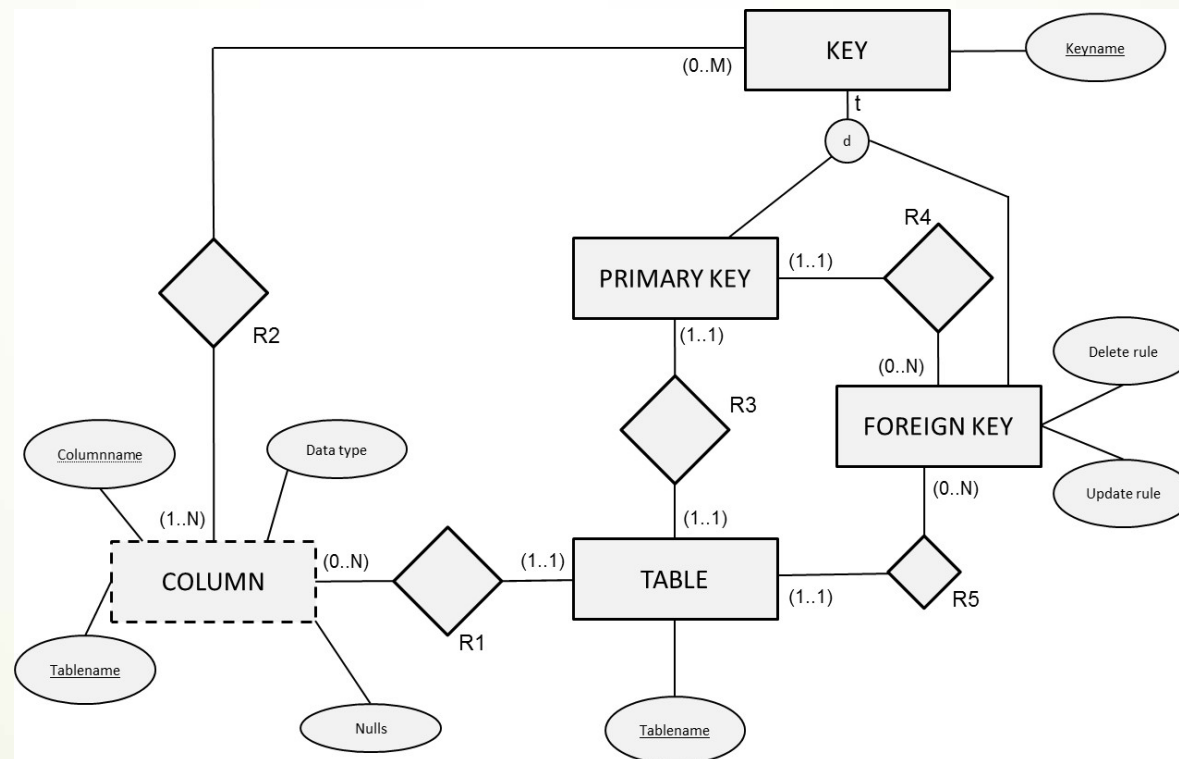 KEY
Keyname
(0..M)
t
d
R4
PRIMARY KEY
(1..1)
R2
(1..1)
Delete rule
(0..N)
R3
FOREIGN KEY
Columnname
Data type
Update rule
(0..N)
(1..N)
(1..1)
(0..N)
(1..1)
COLUMN
TABLE
(1..1)
R5
R1
Tablename
Nulls
Tablename